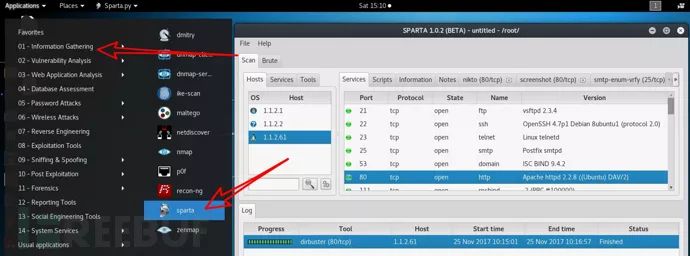 Applications Places Sparta.py Sat 15:10 1
Favorites
01 - Information Gathering
02 - Vulnerability Analysis
03 - Web Application Analysis
04 - Database Assessment
05 - Password Attacks
06 - Wireless Attacks
07 - Reverse Engineering
08 - Exploitation Tools
09 - Sniffing & Spoofing
10 - Post Exploitation
11 - Forensics
12 - Reporting Tools
13 - Social Engineering Tools
14 - System Services
Usual applications
dmitry
dnmap-clie...
dnmap-ser...
ike-scan
maltego
netdiscover
nmap
p0f
recon-ng
sparta
zenmap
SPARTA 1.0.2 (BETA) - untitled - /root/
File Help
Scan Brute
Hosts Services Tools
OS Host
1.1.2.1
1.1.2.2
1.1.2.61
Services Scripts Information Notes nikto (80/tcp) screenshot (80/tcp) smtp-enum-vrfy (25/tcp)
Port Protocol State Name Version
21 tcp open ftp vsftpd 2.3.4
22 tcp open ssh OpenSSH 4.7p1 Debian 8ubuntu1 (protocol 2.0)
23 tcp open telnet Linux telnetd
25 tcp open smtp Postfix smtpd
53 tcp open domain ISC BIND 9.4.2
80 tcp open http Apache httpd 2.2.8 ((Ubuntu) DAV/2)
111 tcp open rpcbind 2 (RPC #100000)
Log
Progress Tool Host Start time End time Status
dirbuster (80/tcp) 1.1.2.61 25 Nov 2017 15:10:01 25 Nov 2017 10:16:57 Finished
REEBUF